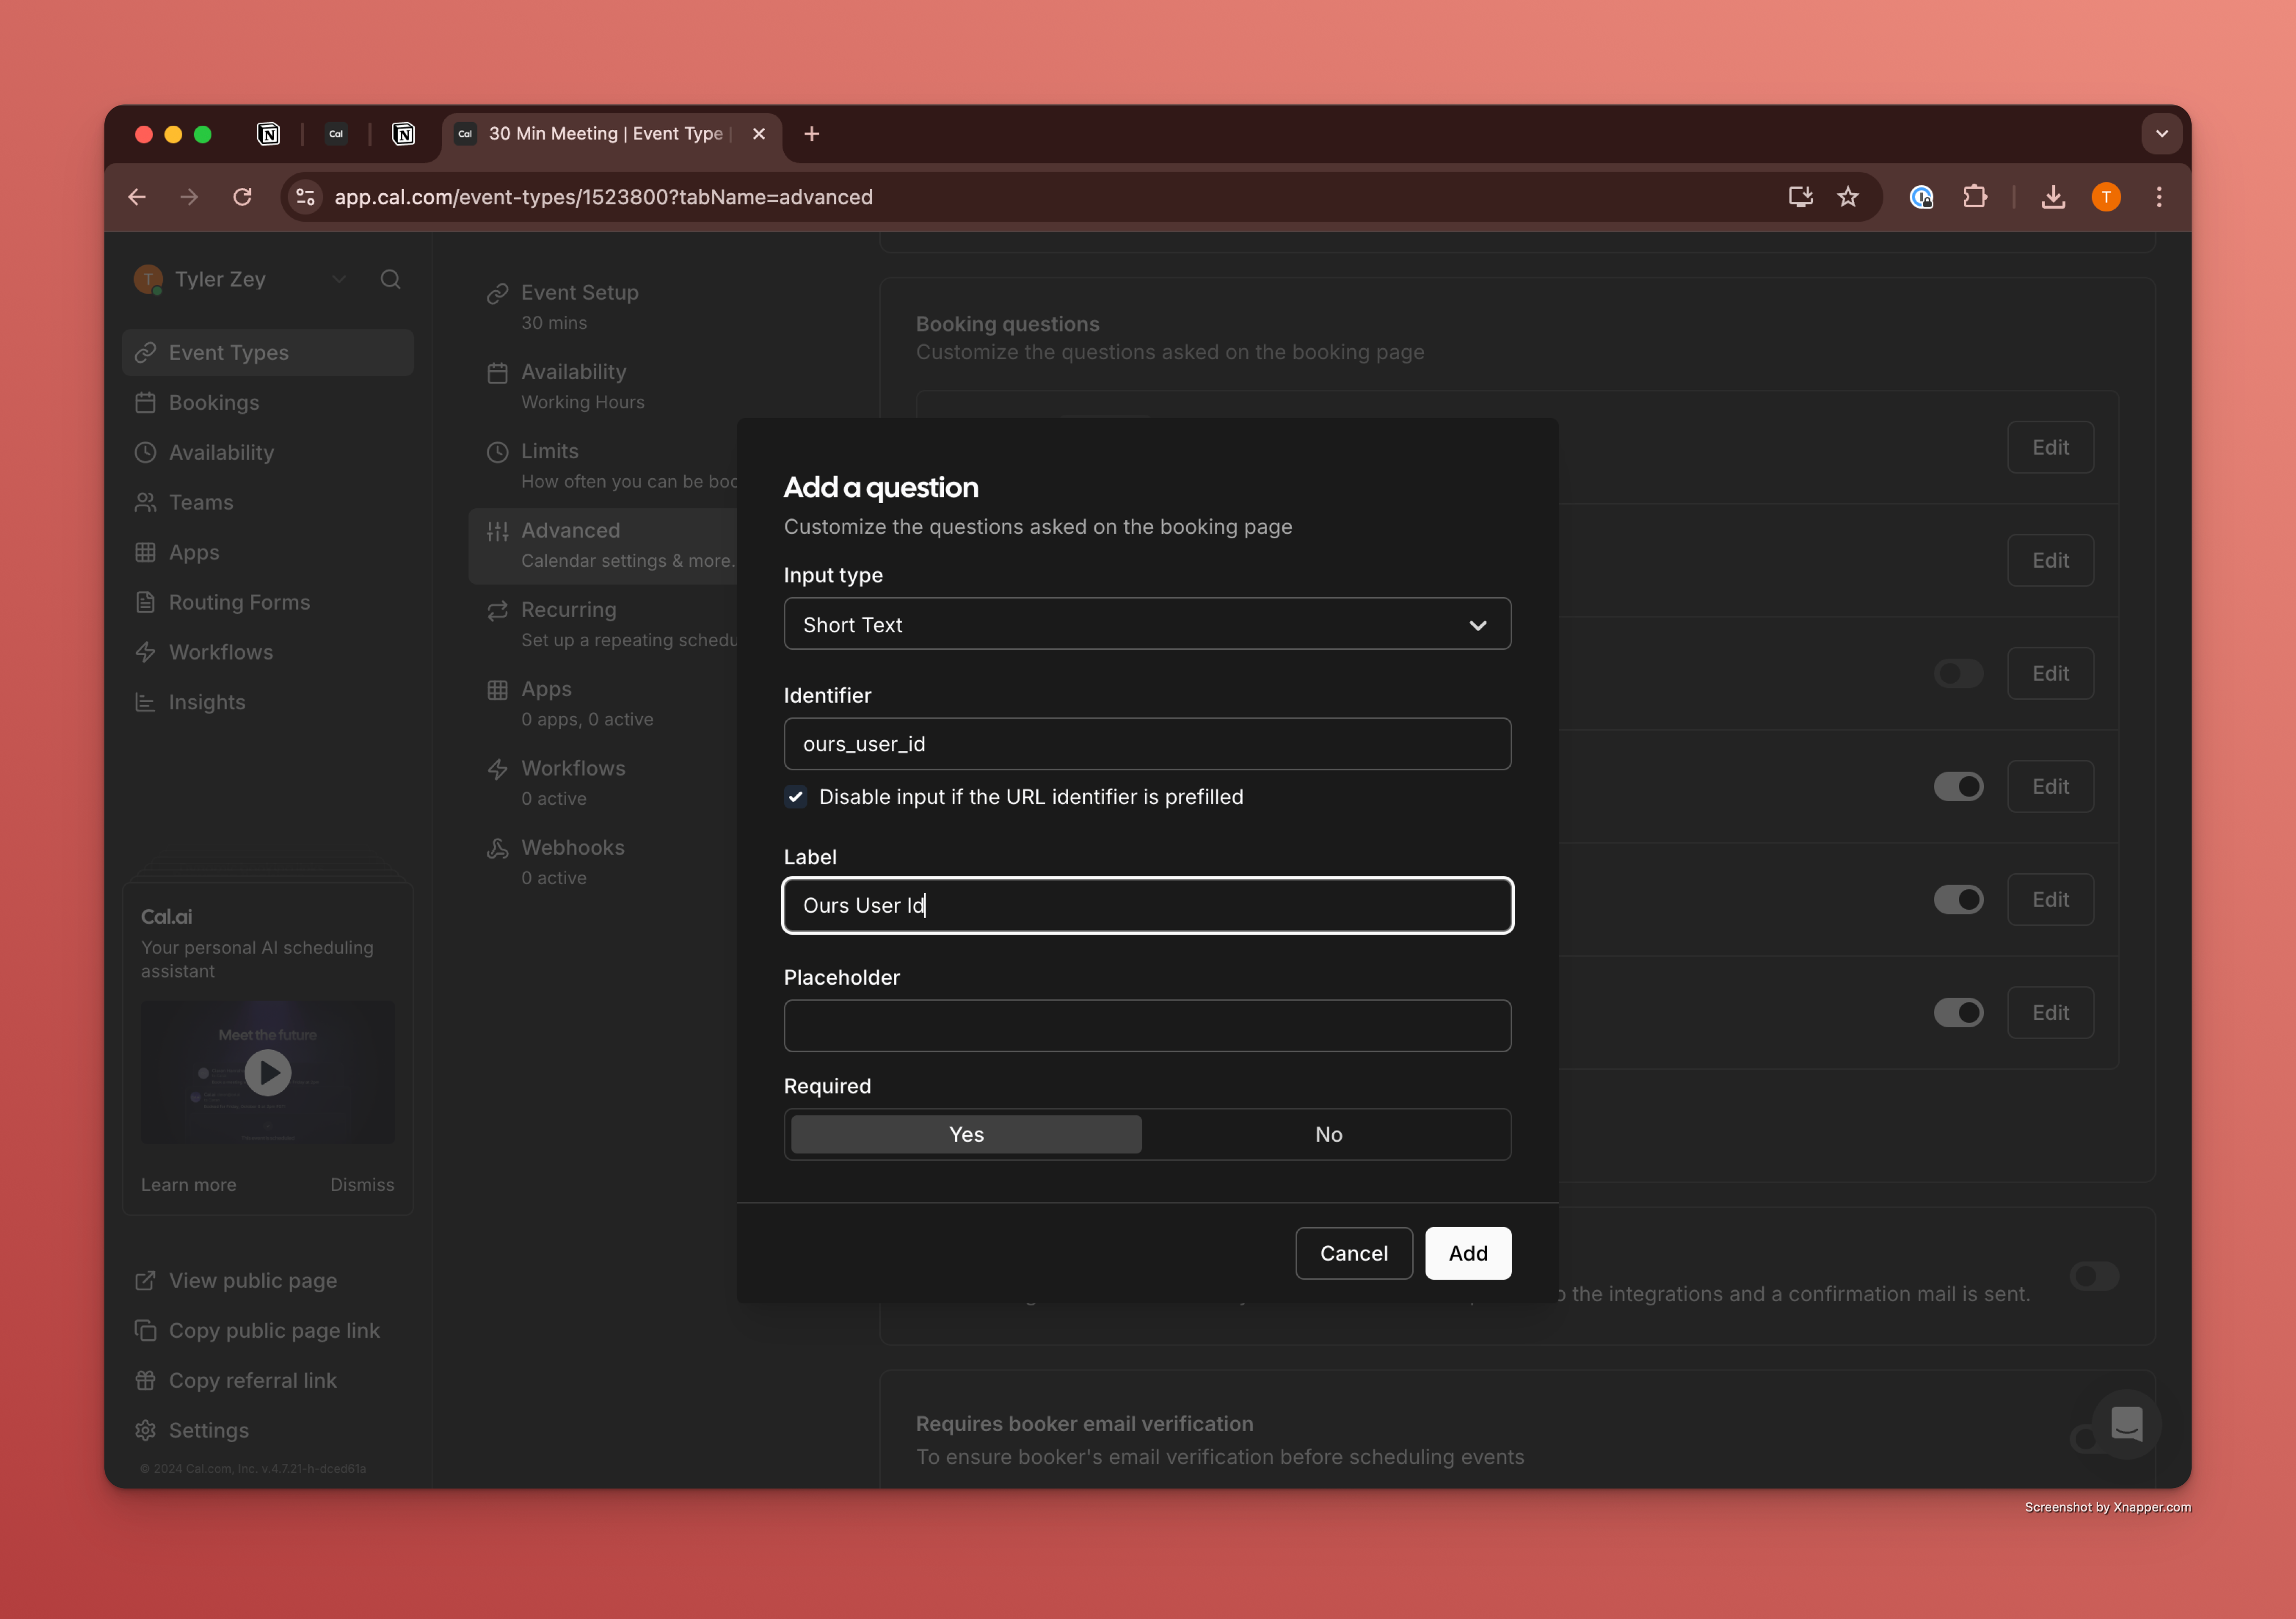 30 Min Meeting | Event Type |
app.cal.com/event-types/1523800?tabName=advanced
T
Tyler Zey
Event Types
Bookings
Availability
Teams
Apps
Routing Forms
Workflows
Insights
Cal.ai
Your personal AI scheduling
assistant
Meet the future
Learn more
Dismiss
View public page
Copy public page link
Copy referral link
Settings
© 2024 Cal.com, Inc. v.4.7.21-h-dced61a
Event Setup
30 mins
Availability
Working Hours
Limits
How often you can be boo
Advanced
Calendar settings & more.
Recurring
Set up a repeating schedu
Apps
0 apps, 0 active
Workflows
0 active
Webhooks
0 active
Booking questions
Customize the questions asked on the booking page
Edit
Edit
Edit
Edit
Edit
Edit
Add a question
Customize the questions asked on the booking page
Input type
Short Text
Identifier
ours_user_id
Disable input if the URL identifier is prefilled
Label
Ours User Id
Placeholder
Required
Yes
No
Cancel
Add
the integrations and a confirmation mail is sent.
Requires booker email verification
To ensure booker's email verification before scheduling events
Screenshot by Xnapper.com